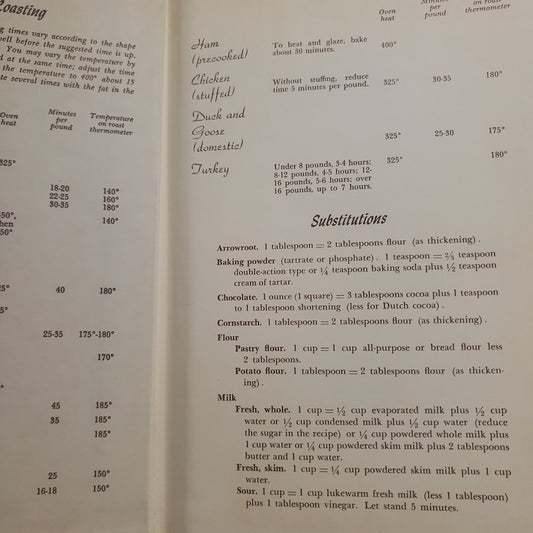 Roasting
g times vary according to the shape
ell before the suggested time is up.
You may vary the temperature by
d at the same time; adjust the time
the temperature to 400° about 15
te several times with the fat in the
Oven heat Minutes per pound Temperature on roast thermometer
325°
18-20 140°
22-25 160°
30-35 180°
50°, 140°
hen
50°
5° 40 180°
5°
25-35 175°-180°
170°
45 185°
35 185°
185°
25 150°
16-18 150°
Oven heat Minutes per pound on roast thermometer
Ham (precooked) To heat and glaze, bake about 30 minutes. 400°
Chicken (stuffed) Without stuffing, reduce time 5 minutes per pound. 325° 30-35 180°
Duck and Goose (domestic) 325° 25-30 175°
Turkey Under 8 pounds, 3-4 hours; 325° 180°
8-12 pounds, 4-5 hours; 12-
16 pounds, 5-6 hours; over
16 pounds, up to 7 hours.
Substitutions
Arrowroot. 1 tablespoon = 2 tablespoons flour (as thickening).
Baking powder (tartrate or phosphate). 1 teaspoon = ⅔ teaspoon
double-action type or ¼ teaspoon baking soda plus ½ teaspoon
cream of tartar.
Chocolate. 1 ounce (1 square) = 3 tablespoons cocoa plus 1 teaspoon
to 1 tablespoon shortening (less for Dutch cocoa).
Cornstarch. 1 tablespoon = 2 tablespoons flour (as thickening).
Flour
Pastry flour. 1 cup = 1 cup all-purpose or bread flour less
2 tablespoons.
Potato flour. 1 tablespoon = 2 tablespoons flour (as thicken-
ing).
Milk
Fresh, whole. 1 cup = ½ cup evaporated milk plus ½ cup
water or ½ cup condensed milk plus ½ cup water (reduce
the sugar in the recipe) or ¼ cup powdered whole milk plus
1 cup water or ¼ cup powdered skim milk plus 2 tablespoons
butter and 1 cup water.
Fresh, skim. 1 cup = ¼ cup powdered skim milk plus 1 cup
water.
Sour. 1 cup = 1 cup lukewarm fresh milk (less 1 tablespoon)
plus 1 tablespoon vinegar. Let stand 5 minutes.